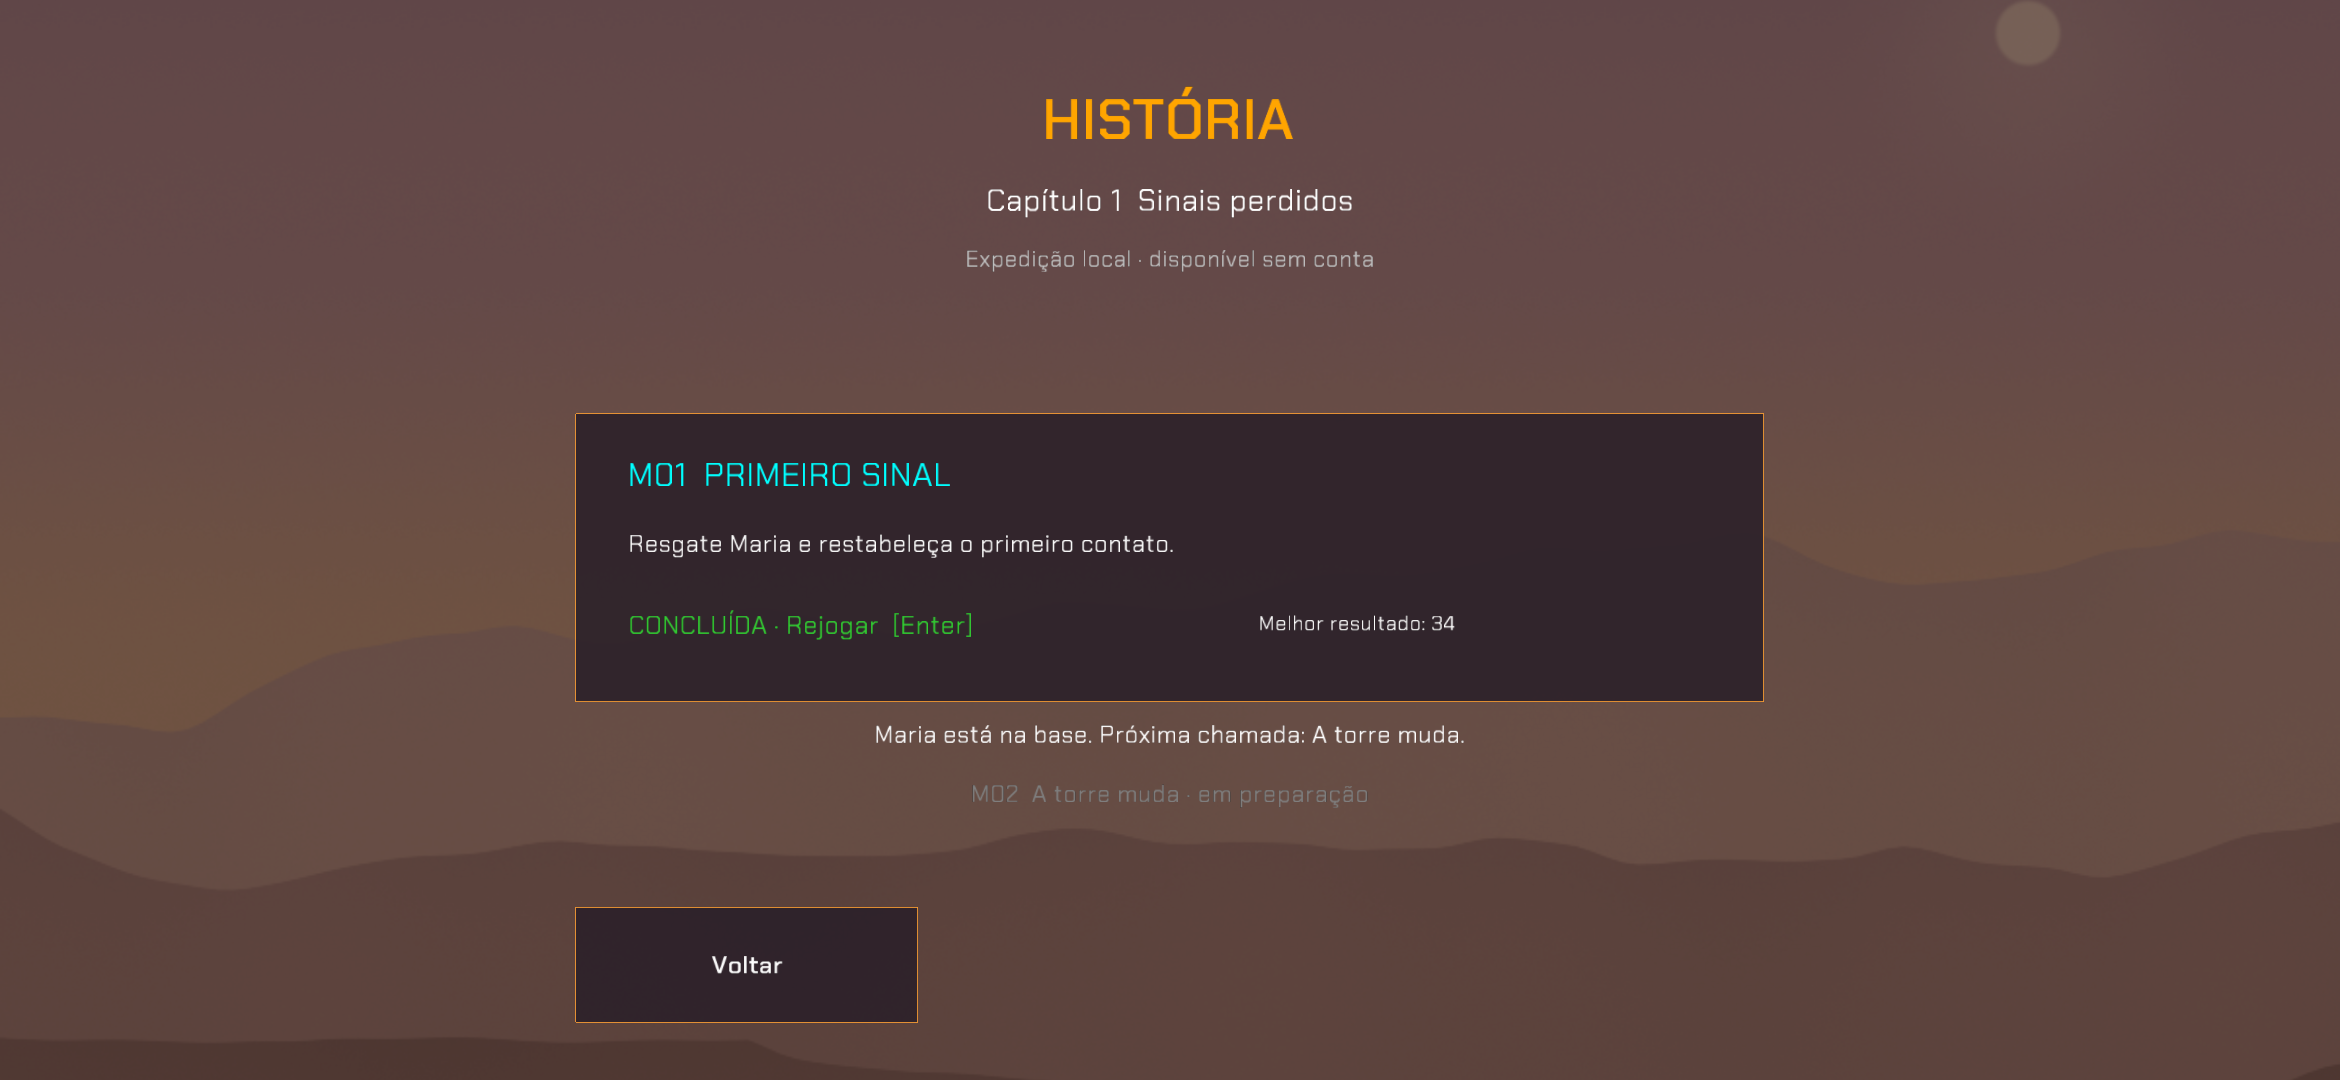 HISTÓRIA
Capítulo 1  Sinais perdidos
Expedição local · disponível sem conta
M01  PRIMEIRO SINAL
Resgate Maria e restabeleça o primeiro contato.
CONCLUÍDA · Rejogar  [Enter]
Melhor resultado: 34
Maria está na base. Próxima chamada: A torre muda.
M02  A torre muda · em preparação
Voltar